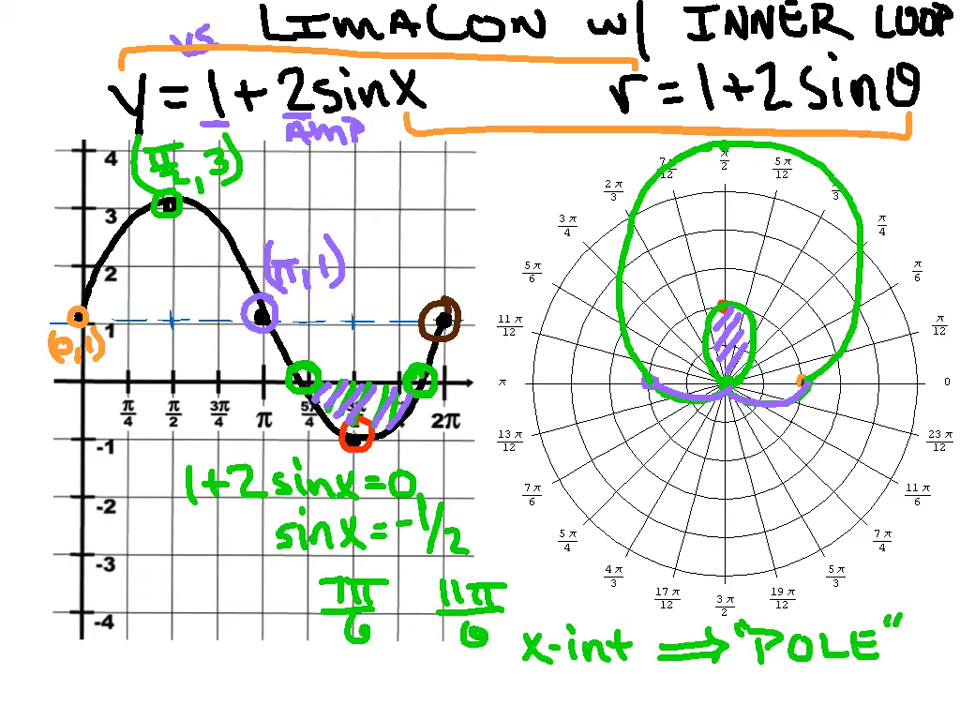 LIMACON w/ INNER LOOP
vs
y = 1 + 2sinx
r = 1 + 2 sinθ
Amp
(π/2, 3)
(π, 1)
(0, 1)
4
3
2
1
-1
-2
-3
-4
π/4
π/2
3π/4
π
5π/4
2π
π/2
7π/12
5π/12
2π/3
π/3
3π/4
π/4
5π/6
π/6
11π/12
π/12
π
0
13π/12
23π/12
7π/6
11π/6
5π/4
7π/4
4π/3
5π/3
17π/12
19π/12
3π/2
1+2 sinx = 0,
sinx = -1/2
7π/6
11π/6
x-int ⟹ "POLE"